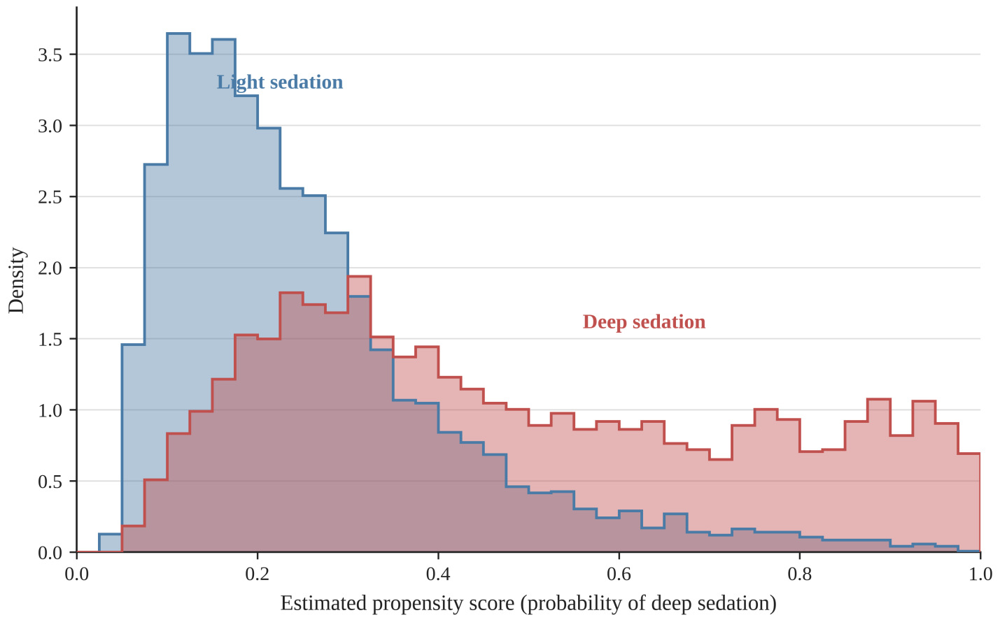 3.5
3.0
2.5
2.0
1.5
1.0
0.5
0.0
Density
Light sedation
Deep sedation
0.0 0.2 0.4 0.6 0.8 1.0
Estimated propensity score (probability of deep sedation)